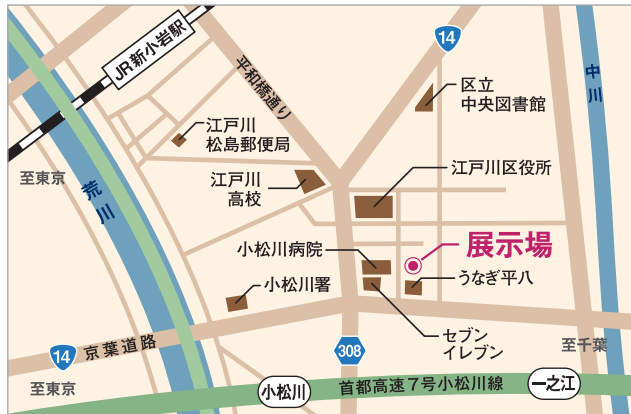 JR新小岩駅
14
中川
平和橋通り
区立
中央図書館
江戸川
松島郵便局
江戸川区役所
至東京
江戸川
高校
荒川
展示場
小松川病院
うなぎ平八
小松川署
セブン
イレブン
京葉道路
14
308
至千葉
至東京
小松川
首都高速7号小松川線
一之江